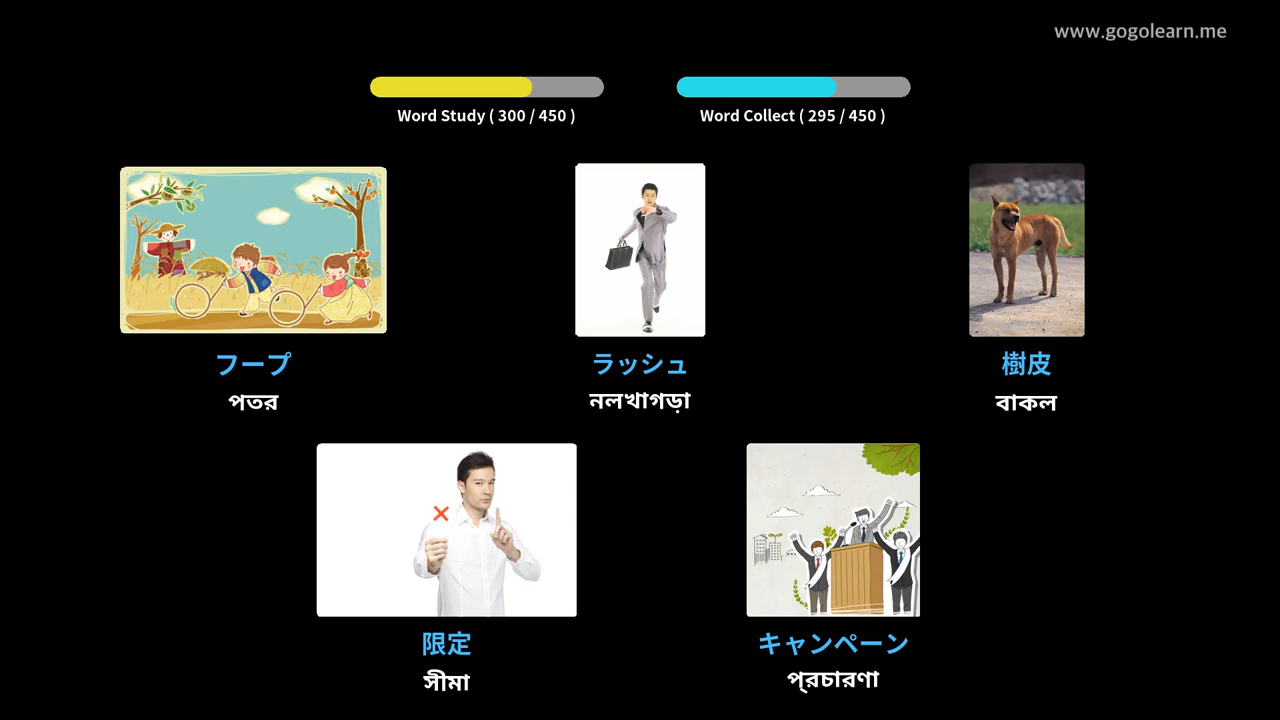 www.gogolearn.me
Word Study ( 300 / 450 )
Word Collect ( 295 / 450 )
フープ
ラッシュ
樹皮
পতর
নলখাগড়া
বাকল
限定
キャンペーン
সীমা
প্রচারণা